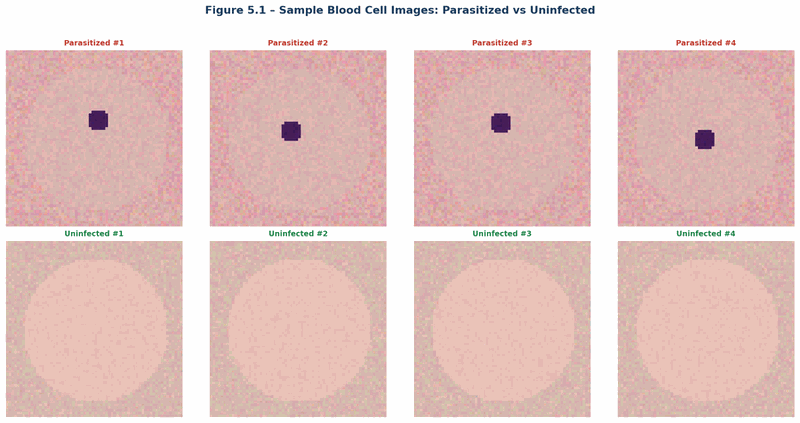 Figure 5.1 – Sample Blood Cell Images: Parasitized vs Uninfected
Parasitized #1
Parasitized #2
Parasitized #3
Parasitized #4
Uninfected #1
Uninfected #2
Uninfected #3
Uninfected #4